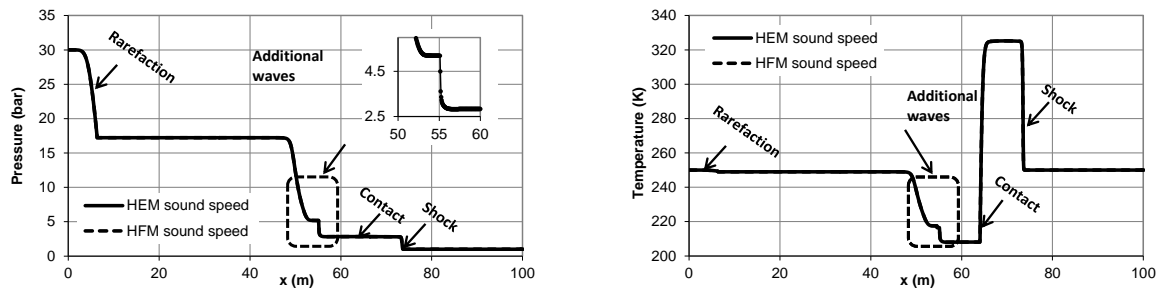 35
30
25
20
15
10
5
0
Pressure (bar)
Rarefaction
Additional
waves
4.5
2.5
50 55 60
HEM sound speed
HFM sound speed
Contact
Shock
0 20 40 60 80 100
x (m)
340
320
300
280
260
240
220
200
Temperature (K)
HEM sound speed
HFM sound speed
Rarefaction
Additional
waves
Shock
Contact
0 20 40 60 80 100
x (m)